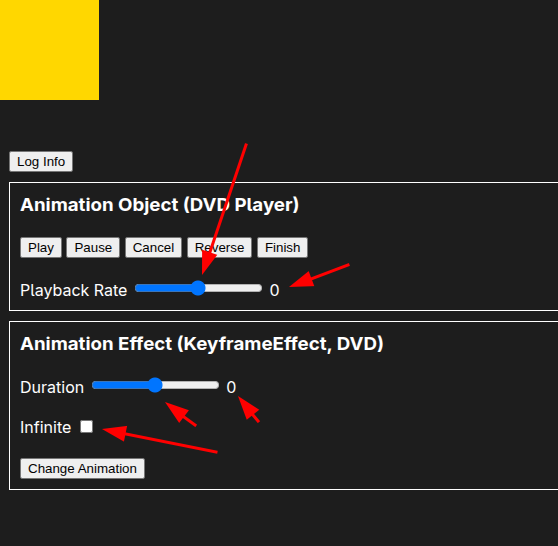 Log Info
Animation Object (DVD Player)
Play Pause Cancel Reverse Finish
Playback Rate 0
Animation Effect (KeyframeEffect, DVD)
Duration 0
Infinite
Change Animation